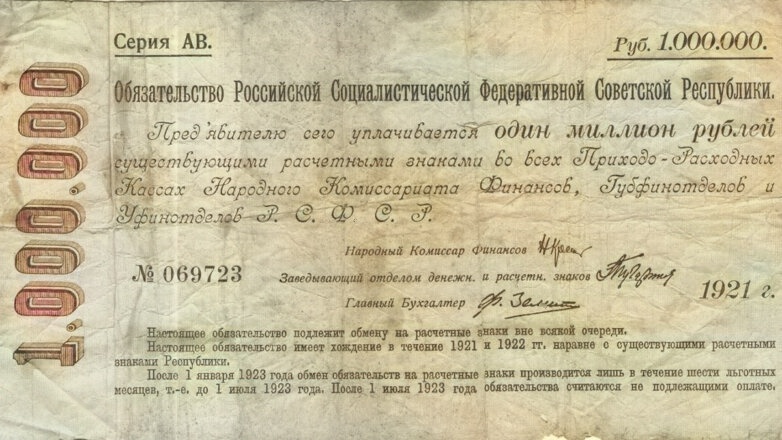 Серия АВ.
Руб. 1.000.000.
Обязательство Российской Социалистической Федеративной Советской Республики.
Пред'явителю сего уплачивается один миллион рублей
существующими расчетными знаками во всех Приходо-Расходных
Кассах Народного Комиссариата Финансов, Губфинотделов и
Уфинотделов Р. С. Ф. С. Р.
Народный Комиссар Финансов
№ 069723
Заведывающий отделом денежн. и расчетн. знаков
1921 г.
Главный Бухгалтер
Настоящее обязательство подлежит обмену на расчетные знаки вне всякой очереди.
Настоящее обязательство имеет хождение в течение 1921 и 1922 гг. наравне с существующими расчетными
знаками Республики.
После 1 января 1923 года обмен обязательств на расчетные знаки производится лишь в течение шести льготных
месяцев, т.-е. до 1 июля 1923 года. После 1 июля 1923 года обязательства считаются не подлежащими оплате.
1.000.000